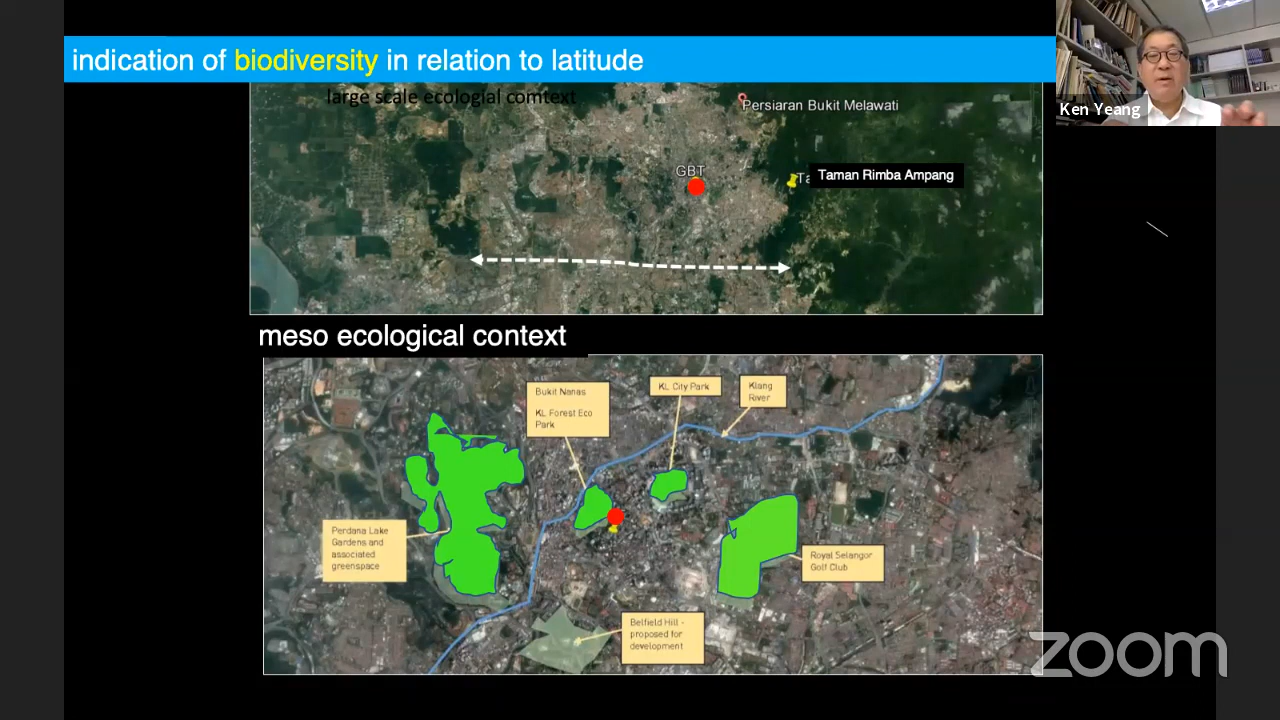 indication of biodiversity in relation to latitude
Ken Yeang
large scale ecologial comtext
Persiaran Bukit Melawati
GBT
Ta
Taman Rimba Ampang
meso ecological context
Bukit Nanas
KL Forest Eco
Park
KL City Park
Klang
River
Perdana Lake
Gardens and
associated
greenspace
Royal Selangor
Golf Club
Belfield Hill -
proposed for
development
zoom